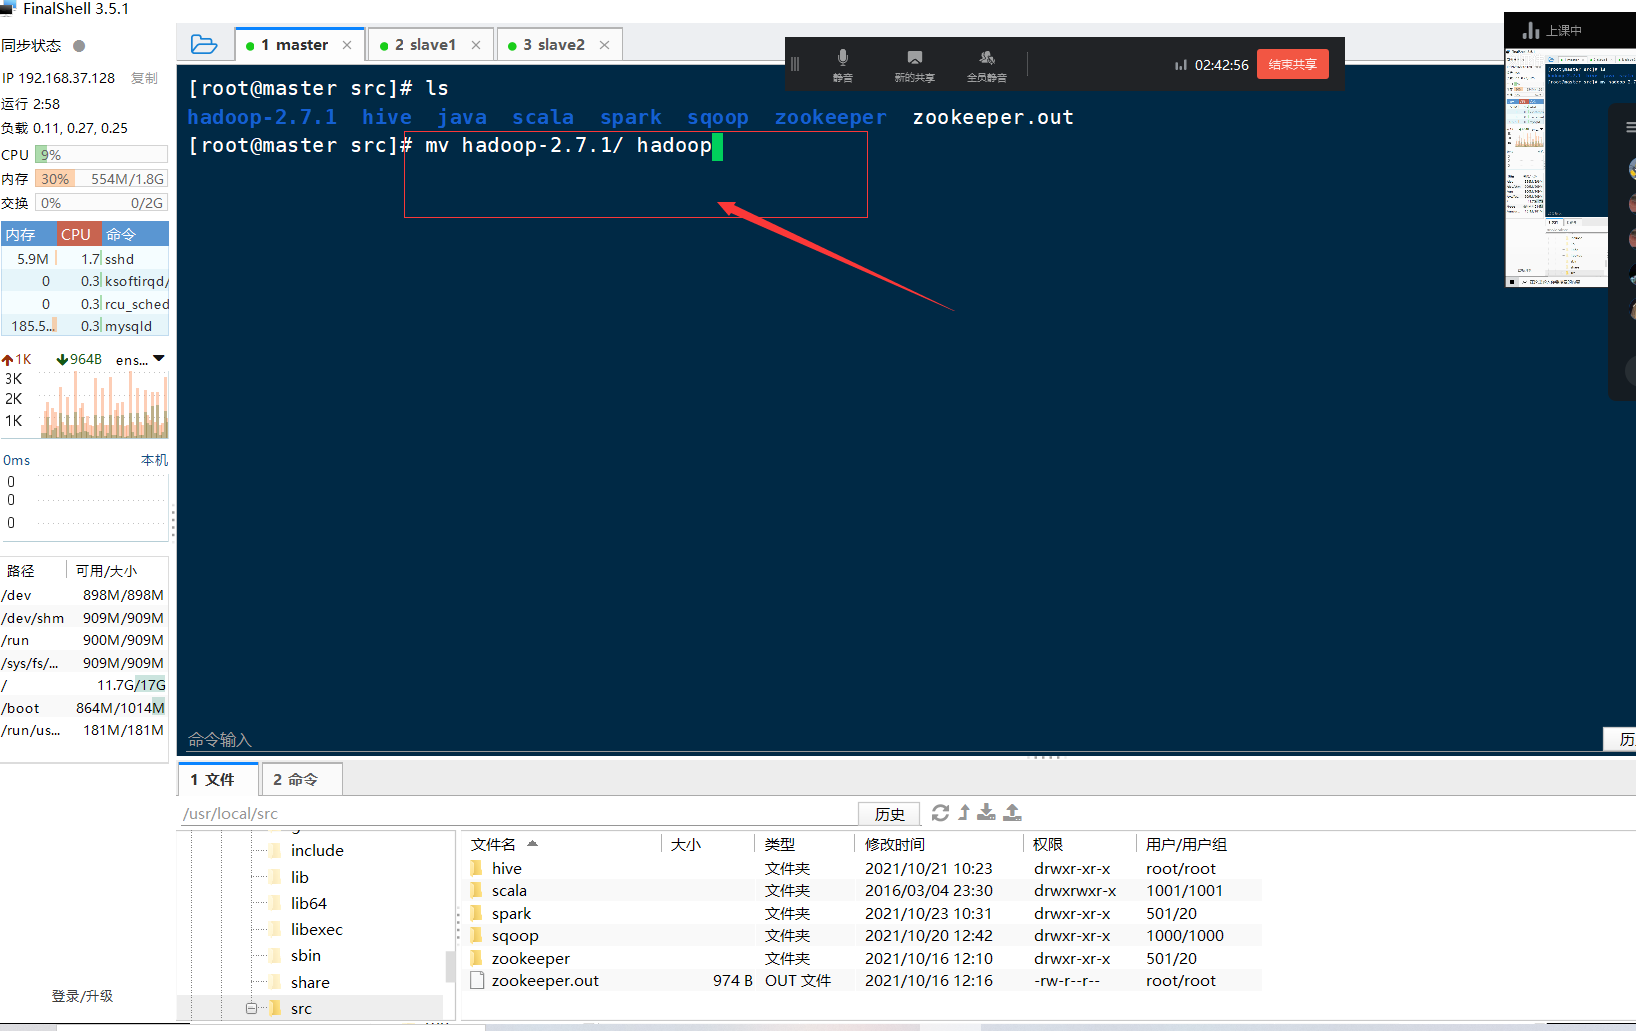 FinalShell 3.5.1
同步状态
IP 192.168.37.128 复制
运行 2:58
负载 0.11, 0.27, 0.25
CPU 9%
内存 30% 554M/1.8G
交换 0% 0/2G
内存 CPU 命令
5.9M 1.7 sshd
0 0.3 ksoftirqd/
0 0.3 rcu_sched
185.5... 0.3 mysqld
1K 964B ens...
3K
2K
1K
0ms 本机
0
0
0
路径 可用/大小
/dev 898M/898M
/dev/shm 909M/909M
/run 900M/909M
/sys/fs/... 909M/909M
/ 11.7G/17G
/boot 864M/1014M
/run/us... 181M/181M
登录/升级
1 master
2 slave1
3 slave2
静音
新的共享
全员静音
02:42:56
结束共享
上课中
[root@master src]# ls
hadoop-2.7.1 hive java scala spark sqoop zookeeper zookeeper.out
[root@master src]# mv hadoop-2.7.1/ hadoop
命令输入
历
1 文件
2 命令
/usr/local/src
历史
include
lib
lib64
libexec
sbin
share
src
文件名 大小 类型 修改时间 权限 用户/用户组
hive 文件夹 2021/10/21 10:23 drwxr-xr-x root/root
scala 文件夹 2016/03/04 23:30 drwxrwxr-x 1001/1001
spark 文件夹 2021/10/23 10:31 drwxr-xr-x 501/20
sqoop 文件夹 2021/10/20 12:42 drwxr-xr-x 1000/1000
zookeeper 文件夹 2021/10/16 12:10 drwxr-xr-x 501/20
zookeeper.out 974 B OUT 文件 2021/10/16 12:16 -rw-r--r-- root/root